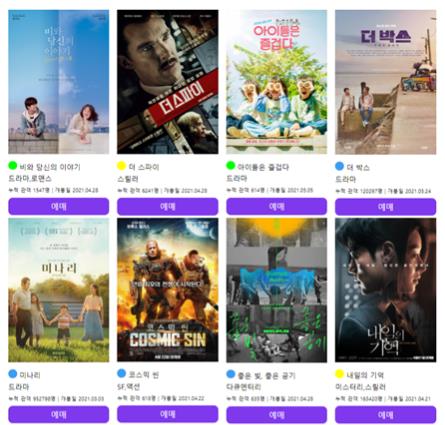 비와
당신의
이야기
더 스파이
아이들은
즐겁다
더 박스
비와 당신의 이야기
드라마,로맨스
누적 관객 1547명 | 개봉일 2021.04.28
예매
더 스파이
스릴러
누적 관객 6241명 | 개봉일 2021.04.28
예매
아이들은 즐겁다
드라마
누적 관객 614명 | 개봉일 2021.05.05
예매
더 박스
드라마
누적 관객 120297명 | 개봉일 2021.03.24
예매
미나리
코스믹 씬
COSMIC SIN
내일의
기억
미나리
드라마
누적 관객 952798명 | 개봉일 2021.03.03
예매
코스믹 씬
SF,액션
누적 관객 618명 | 개봉일 2021.04.22
예매
좋은 빛, 좋은 공기
다큐멘터리
누적 관객 635명 | 개봉일 2021.04.28
예매
내일의 기억
미스터리,스릴러
누적 관객 163420명 | 개봉일 2021.04.21
예매